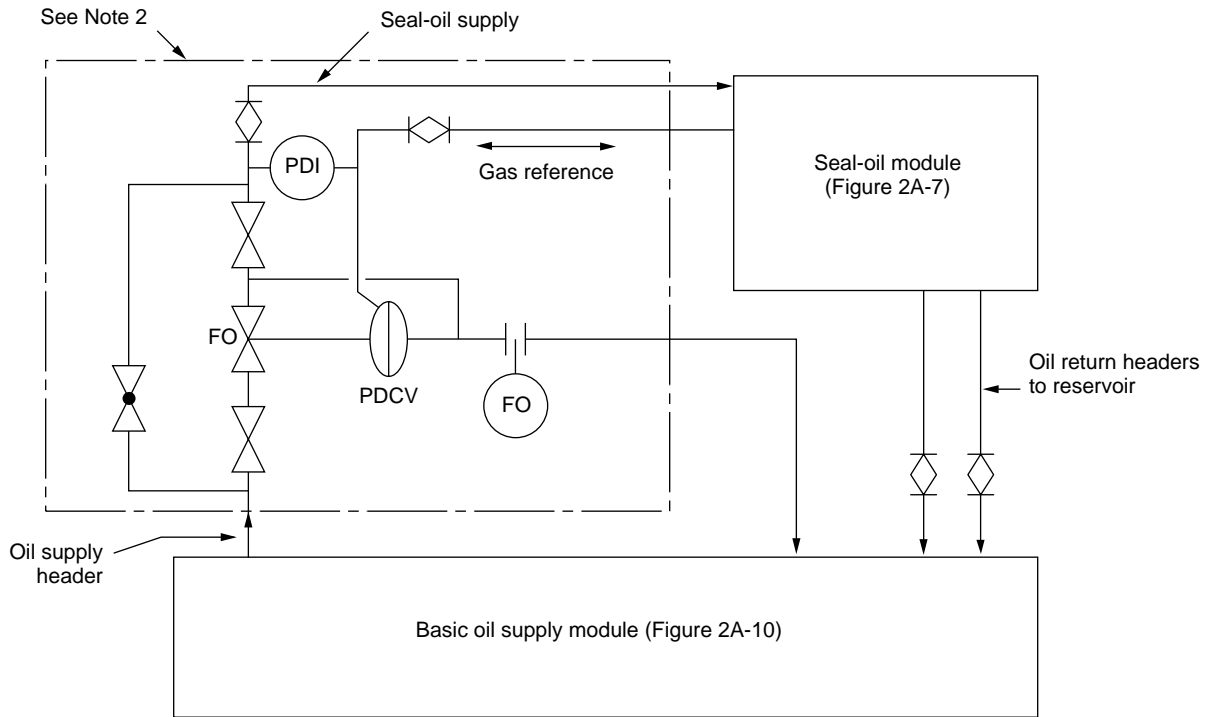 See Note 2
Seal-oil supply
PDI
Gas reference
Seal-oil module
(Figure 2A-7)
FO
PDCV
FO
Oil return headers
to reservoir
Oil supply
header
Basic oil supply module (Figure 2A-10)